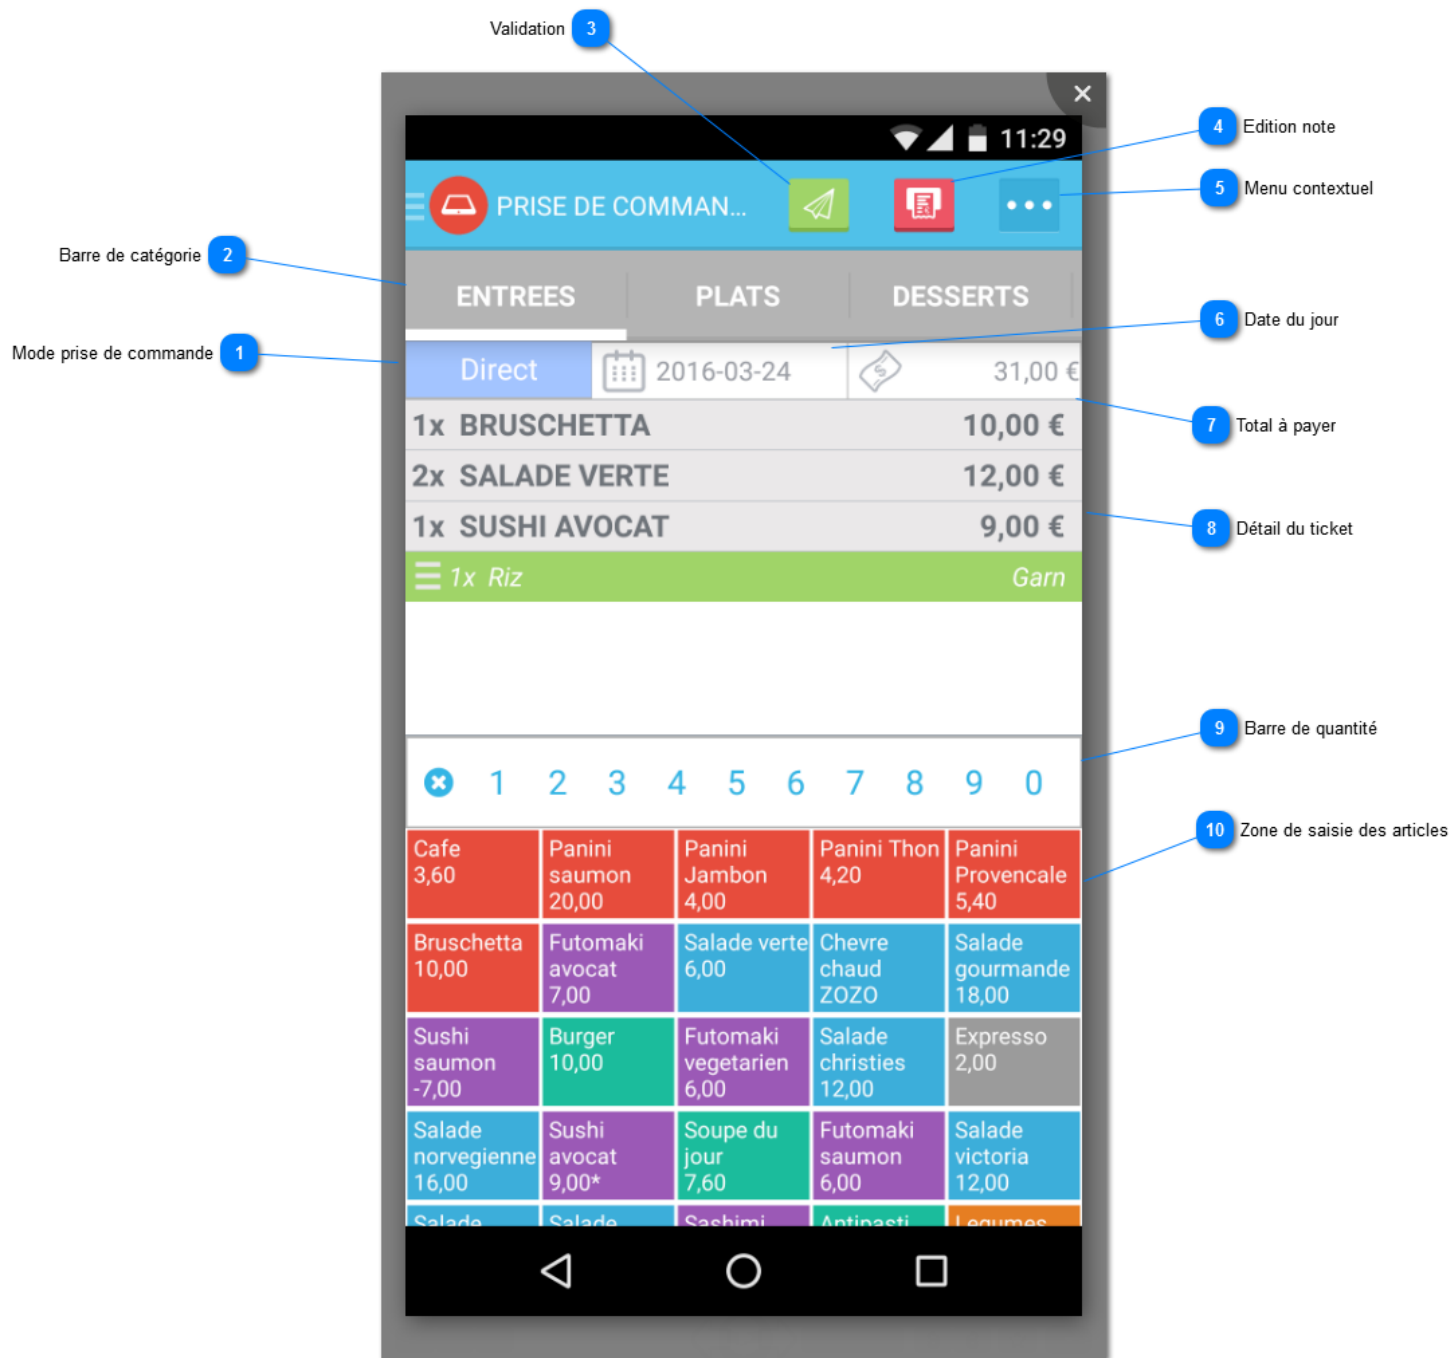 Validation 3
11:29
4 Edition note
PRISE DE COMMAN...
5 Menu contextuel
Barre de catégorie 2
ENTREES PLATS DESSERTS
6 Date du jour
Mode prise de commande 1
Direct 2016-03-24 31,00 €
1x BRUSCHETTA 10,00 €
7 Total à payer
2x SALADE VERTE 12,00 €
1x SUSHI AVOCAT 9,00 €
8 Détail du ticket
1x Riz Garn
9 Barre de quantité
1 2 3 4 5 6 7 8 9 0
10 Zone de saisie des articles
Cafe
3,60
Panini
saumon
20,00
Panini
Jambon
4,00
Panini Thon
4,20
Panini
Provencale
5,40
Bruschetta
10,00
Futomaki
avocat
7,00
Salade verte
6,00
Chevre
chaud
ZOZO
Salade
gourmande
18,00
Sushi
saumon
-7,00
Burger
10,00
Futomaki
vegetarien
6,00
Salade
christies
12,00
Expresso
2,00
Salade
norvegienne
16,00
Sushi
avocat
9,00*
Soupe du
jour
7,60
Futomaki
saumon
6,00
Salade
victoria
12,00
Salade
Salade
Sashimi
Antipasti
Legumes